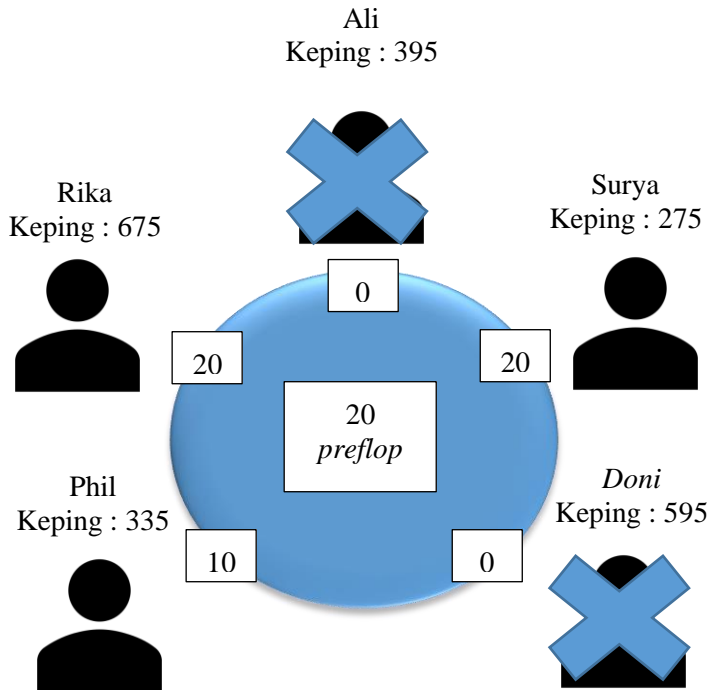 Ali
Keping : 395
Rika
Keping : 675
Surya
Keping : 275
0
20
20
20
preflop
Phil
Keping : 335
Doni
Keping : 595
10
0